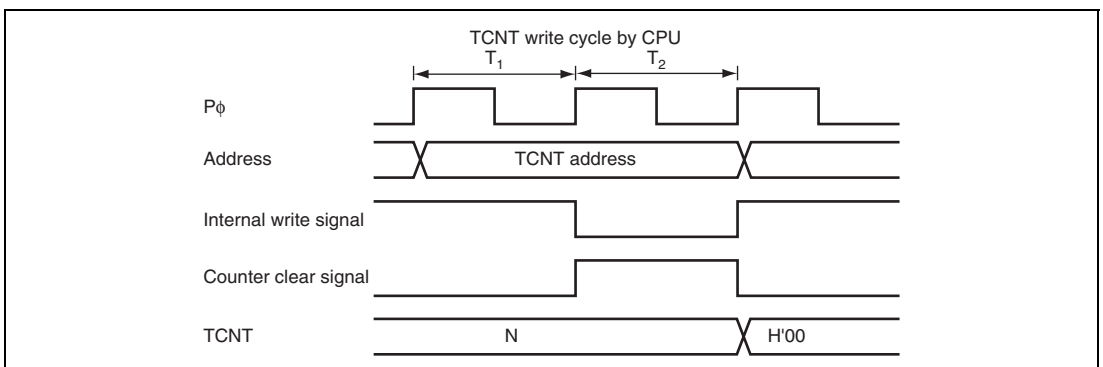 TCNT write cycle by CPU
T1 T2
Pϕ
Address TCNT address
Internal write signal
Counter clear signal
TCNT N H'00